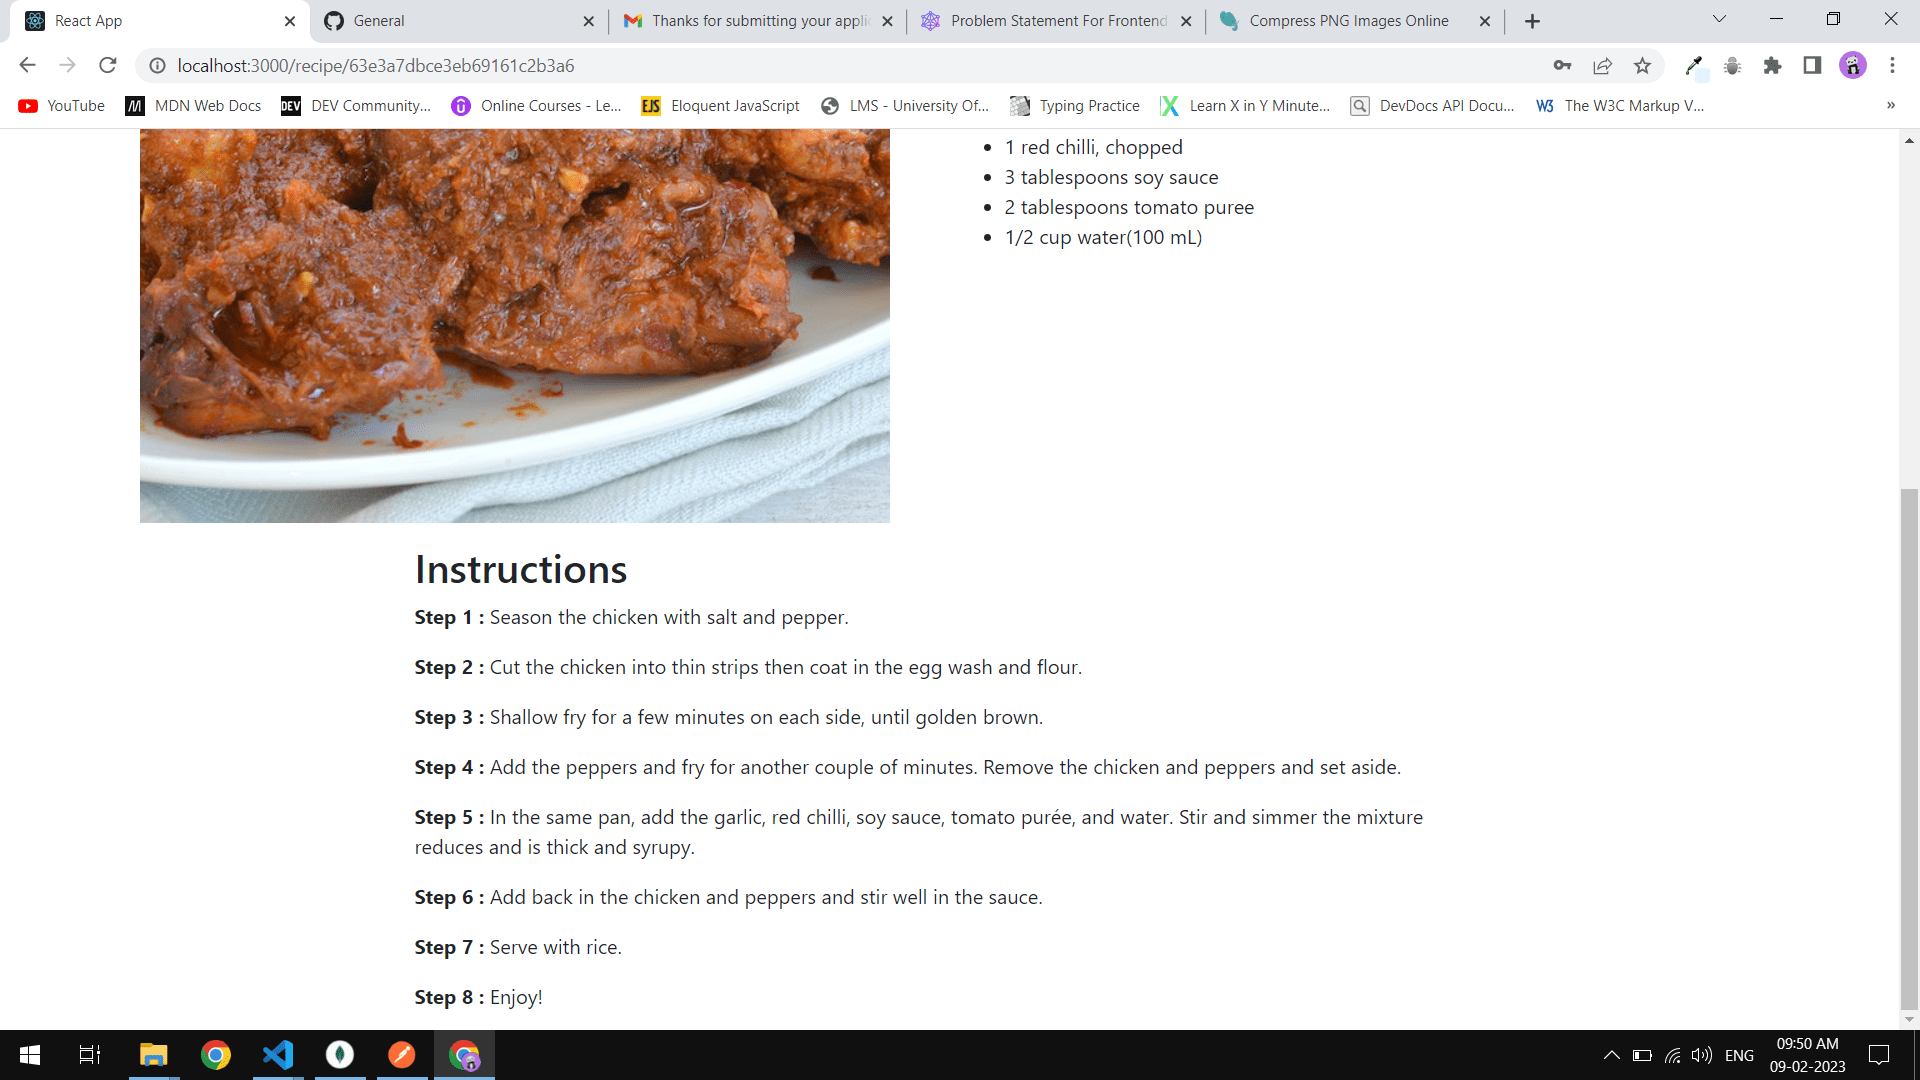 React App
General
Thanks for submitting your appli
Problem Statement For Frontend
Compress PNG Images Online
localhost:3000/recipe/63e3a7dbce3eb69161c2b3a6
YouTube
MDN Web Docs
DEV
DEV Community...
Online Courses - Le...
EJS
Eloquent JavaScript
LMS - University Of...
Typing Practice
Learn X in Y Minute...
DevDocs API Docu...
W3
The W3C Markup V...
»
• 1 red chilli, chopped
• 3 tablespoons soy sauce
• 2 tablespoons tomato puree
• 1/2 cup water(100 mL)
Instructions
Step 1 : Season the chicken with salt and pepper.
Step 2 : Cut the chicken into thin strips then coat in the egg wash and flour.
Step 3 : Shallow fry for a few minutes on each side, until golden brown.
Step 4 : Add the peppers and fry for another couple of minutes. Remove the chicken and peppers and set aside.
Step 5 : In the same pan, add the garlic, red chilli, soy sauce, tomato purée, and water. Stir and simmer the mixture
reduces and is thick and syrupy.
Step 6 : Add back in the chicken and peppers and stir well in the sauce.
Step 7 : Serve with rice.
Step 8 : Enjoy!
ENG
09:50 AM
09-02-2023